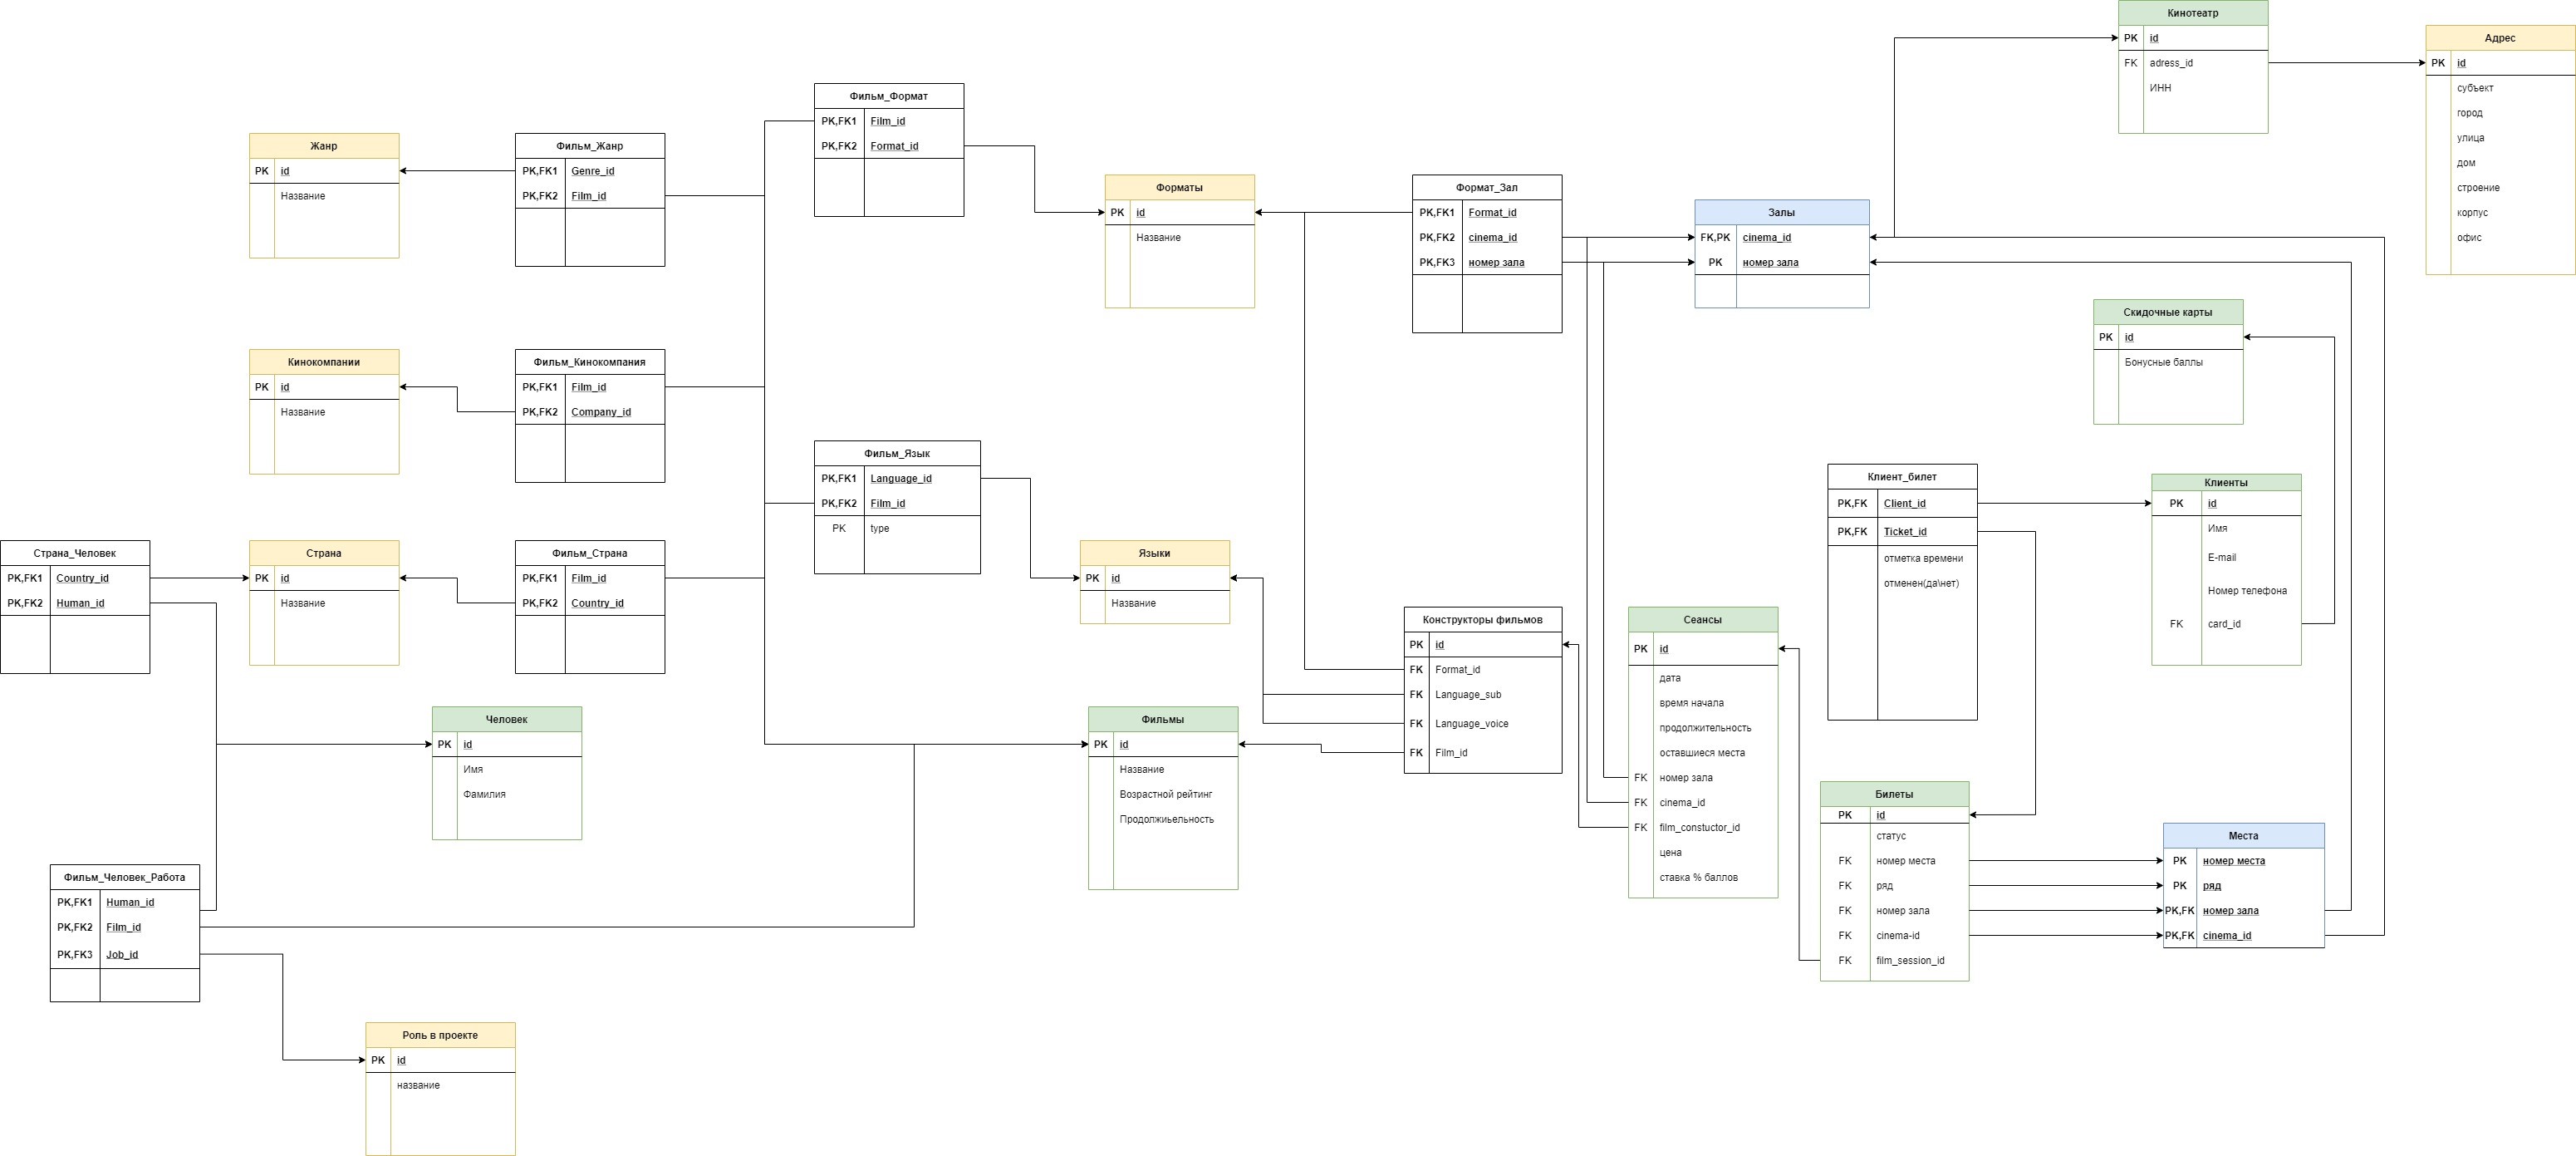 Кинотеатр
PK id
FK adress_id
ИНН
Адрес
PK id
субъект
город
улица
дом
строение
корпус
офис
Фильм_Формат
PK,FK1 Film_id
PK,FK2 Format_id
Жанр
PK id
Название
Фильм_Жанр
PK,FK1 Genre_id
PK,FK2 Film_id
Форматы
PK id
Название
Формат_Зал
PK,FK1 Format_id
PK,FK2 cinema_id
PK,FK3 номер зала
Залы
FK,PK cinema_id
PK номер зала
Скидочные карты
PK id
Бонусные баллы
Кинокомпании
PK id
Название
Фильм_Кинокомпания
PK,FK1 Film_id
PK,FK2 Company_id
Фильм_Язык
PK,FK1 Language_id
PK,FK2 Film_id
PK type
Клиент_билет
PK,FK Client_id
PK,FK Ticket_id
отметка времени
отменен(да\нет)
Клиенты
PK id
Имя
E-mail
Номер телефона
FK card_id
Страна_Человек
PK,FK1 Country_id
PK,FK2 Human_id
Страна
PK id
Название
Фильм_Страна
PK,FK1 Film_id
PK,FK2 Country_id
Языки
PK id
Название
Конструкторы фильмов
PK id
FK Format_id
FK Language_sub
FK Language_voice
FK Film_id
Сеансы
PK id
дата
время начала
продолжительность
оставшиеся места
FK номер зала
FK cinema_id
FK film_constuctor_id
цена
ставка % баллов
Человек
PK id
Имя
Фамилия
Фильмы
PK id
Название
Возрастной рейтинг
Продолжиьельность
Билеты
PK id
статус
FK номер места
FK ряд
FK номер зала
FK cinema-id
FK film_session_id
Места
PK номер места
PK ряд
PK,FK номер зала
PK,FK cinema_id
Фильм_Человек_Работа
PK,FK1 Human_id
PK,FK2 Film_id
PK,FK3 Job_id
Роль в проекте
PK id
название